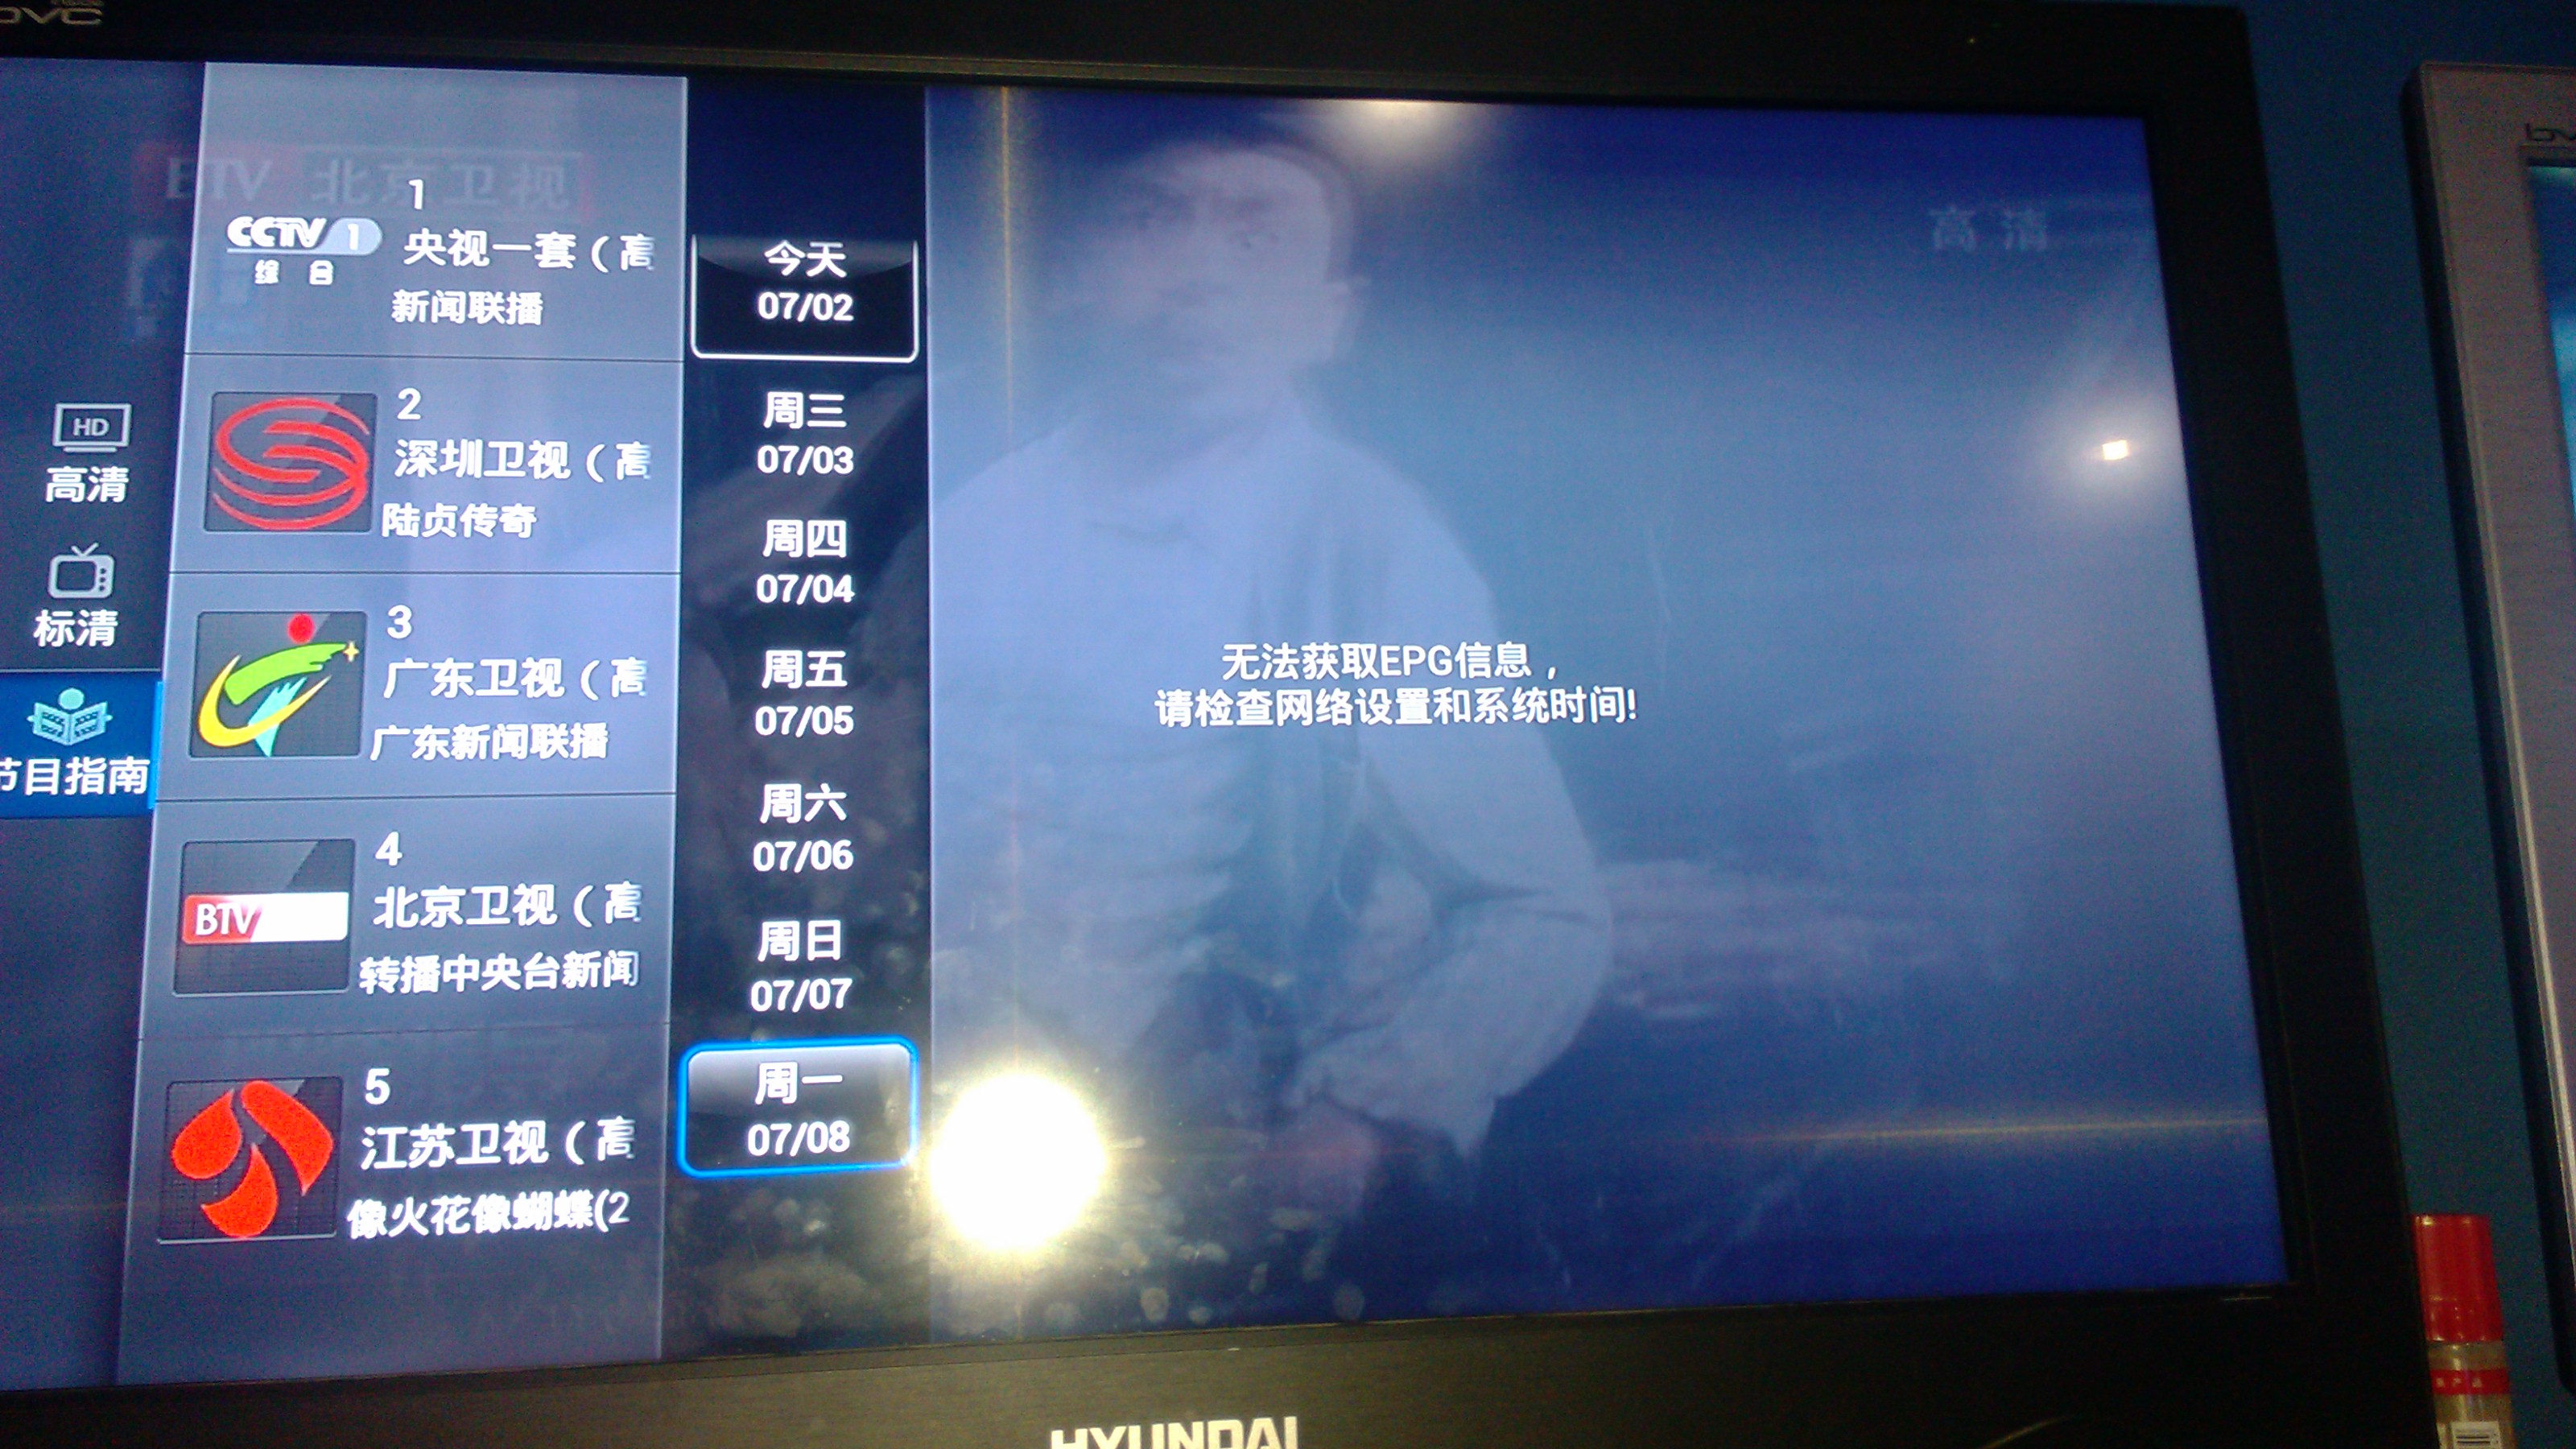 BTV 北京卫视
高清
HD
高清
标清
节目指南
1
CCTV 1
综合
央视一套（高
新闻联播
2
深圳卫视（高
陆贞传奇
3
广东卫视（高
广东新闻联播
4
BTV
北京卫视（高
转播中央台新闻
5
江苏卫视（高
像火花像蝴蝶(2
今天
07/02
周三
07/03
周四
07/04
周五
07/05
周六
07/06
周日
07/07
周一
07/08
无法获取EPG信息，
请检查网络设置和系统时间!
HYUNDAI